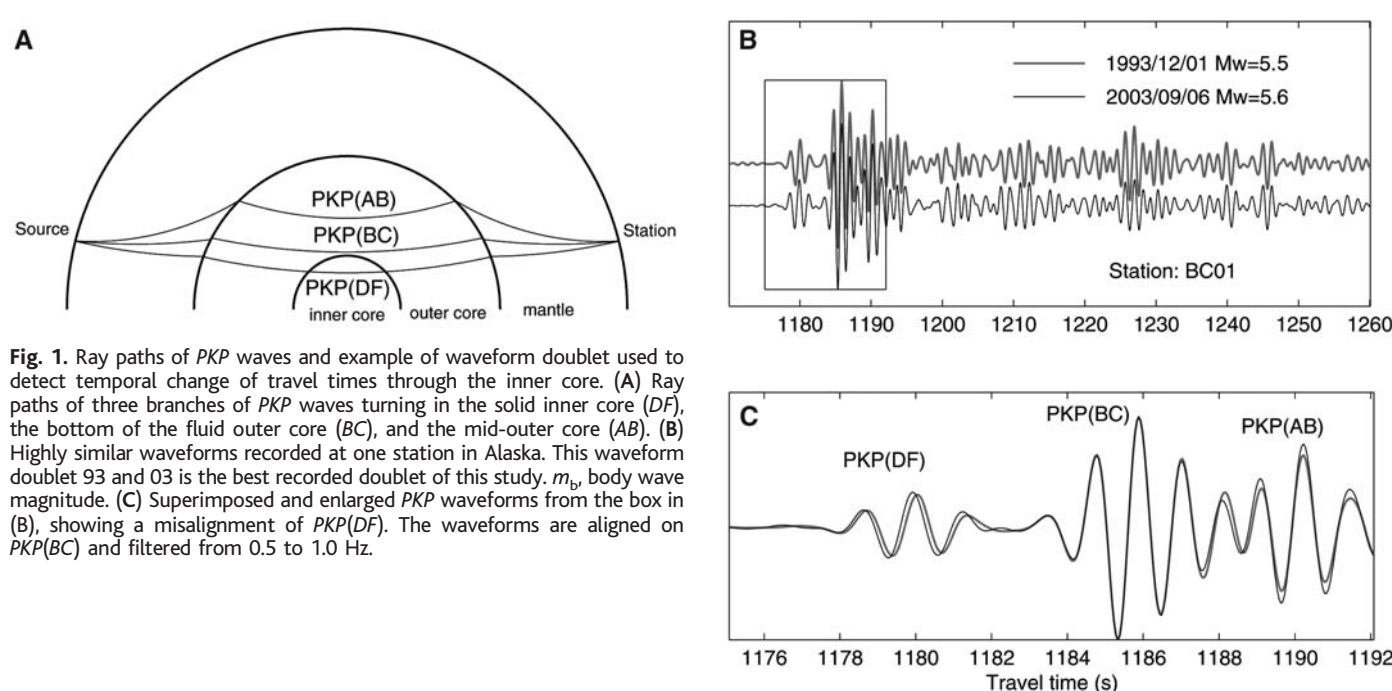 A
PKP(AB)
PKP(BC)
Source
Station
PKP(DF)
inner core
outer core
mantle
Fig. 1. Ray paths of PKP waves and example of waveform doublet used to
detect temporal change of travel times through the inner core. (A) Ray
paths of three branches of PKP waves turning in the solid inner core (DF),
the bottom of the fluid outer core (BC), and the mid-outer core (AB). (B)
Highly similar waveforms recorded at one station in Alaska. This waveform
doublet 93 and 03 is the best recorded doublet of this study. mb, body wave
magnitude. (C) Superimposed and enlarged PKP waveforms from the box in
(B), showing a misalignment of PKP(DF). The waveforms are aligned on
PKP(BC) and filtered from 0.5 to 1.0 Hz.
B
1993/12/01 Mw=5.5
2003/09/06 Mw=5.6
Station: BC01
1180 1190 1200 1210 1220 1230 1240 1250 1260
C
PKP(DF)
PKP(BC)
PKP(AB)
1176 1178 1180 1182 1184 1186 1188 1190 1192
Travel time (s)